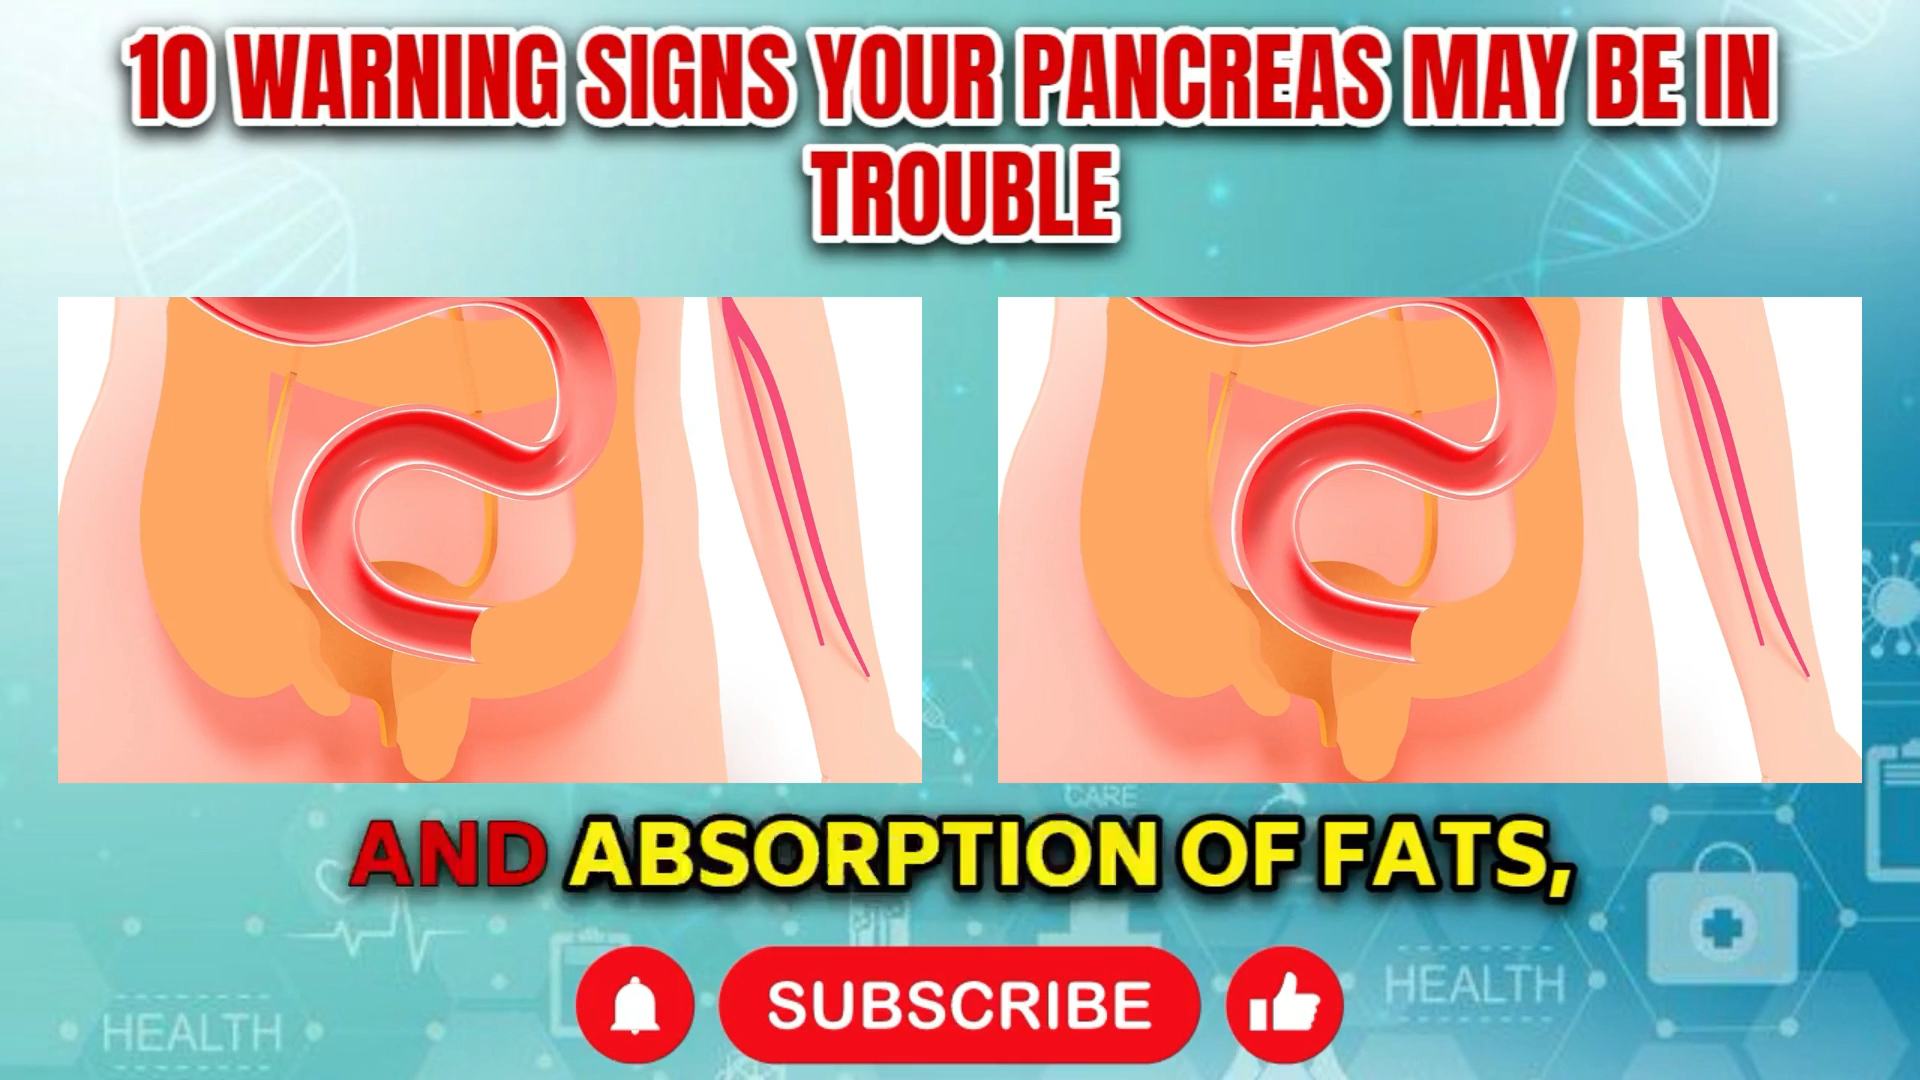 10 WARNING SIGNS YOUR PANCREAS MAY BE IN
TROUBLE
CARE
AND ABSORPTION OF FATS,
HEALTH
SUBSCRIBE
HEALTH